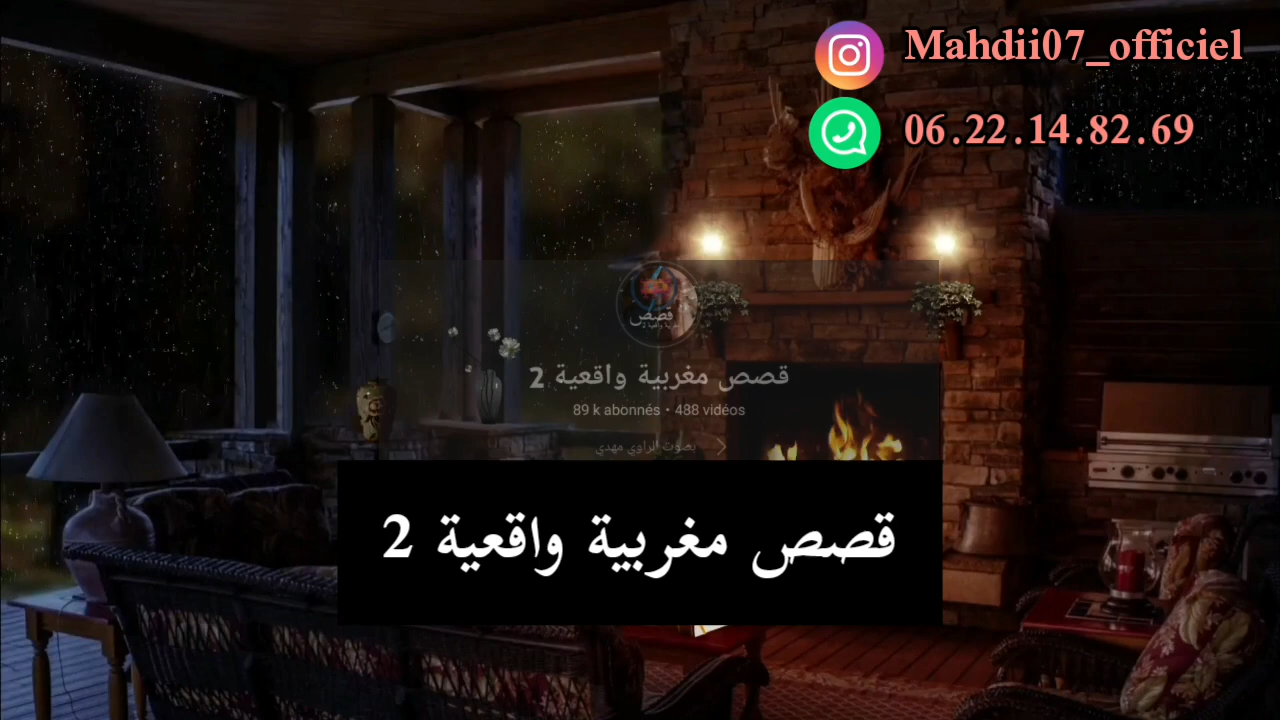 Mahdii07_officiel
06.22.14.82.69
قصص
قصص مغربية واقعية 2
89 k abonnés • 488 vidéos
بصوت الراوي مهدي
قصص مغربية واقعية 2